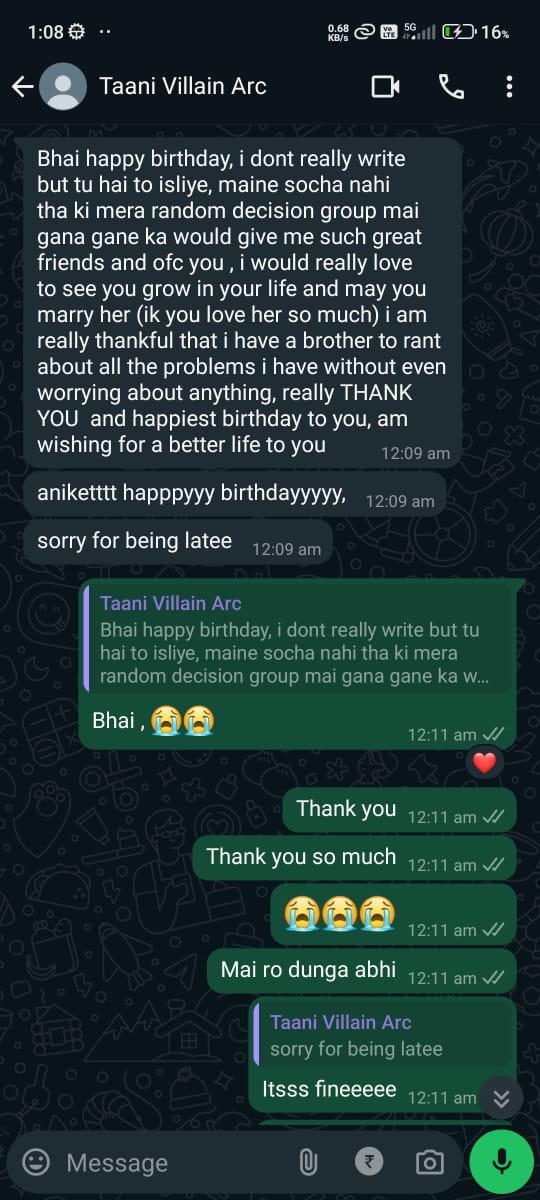 1:08
0.68
KB/s
Vo
LTE
5G
16%
Taani Villain Arc
Bhai happy birthday, i dont really write
but tu hai to isliye, maine socha nahi
tha ki mera random decision group mai
gana gane ka would give me such great
friends and ofc you , i would really love
to see you grow in your life and may you
marry her (ik you love her so much) i am
really thankful that i have a brother to rant
about all the problems i have without even
worrying about anything, really THANK
YOU  and happiest birthday to you, am
wishing for a better life to you
12:09 am
aniketttt happpyyy birthdayyyyy,
12:09 am
sorry for being latee
12:09 am
Taani Villain Arc
Bhai happy birthday, i dont really write but tu
hai to isliye, maine socha nahi tha ki mera
random decision group mai gana gane ka w...
Bhai , 😭😭
12:11 am
❤️
Thank you
12:11 am
Thank you so much
12:11 am
😭😭😭
12:11 am
Mai ro dunga abhi
12:11 am
Taani Villain Arc
sorry for being latee
Itsss fineeeee
12:11 am
Message
₹